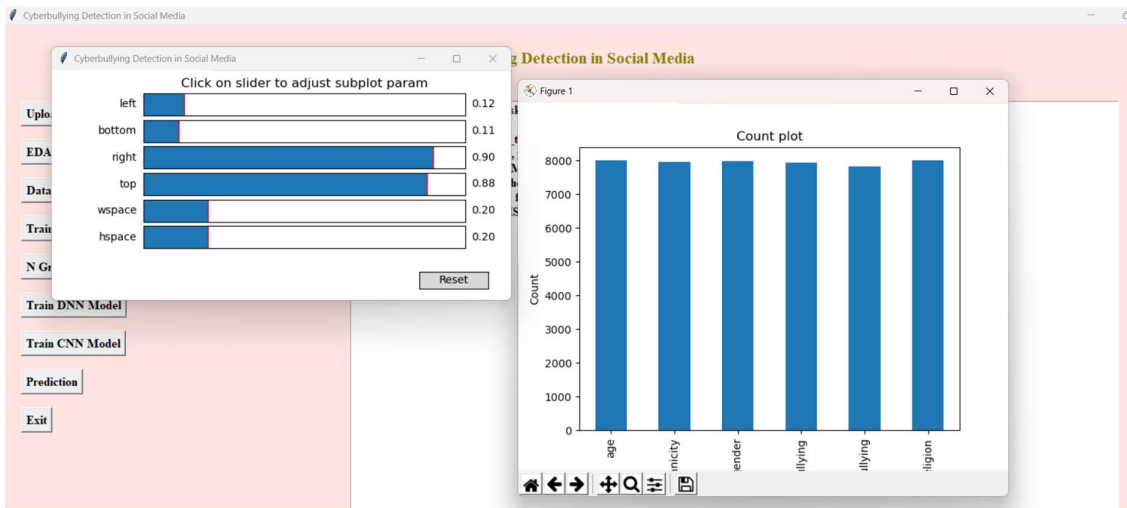 Cyberbullying Detection in Social Media
Detection in Social Media
Cyberbullying Detection in Social Media
Click on slider to adjust subplot param
left 0.12
bottom 0.11
right 0.90
top 0.88
wspace 0.20
hspace 0.20
Reset
EDA
Data
Train DNN Model
Train CNN Model
Prediction
Exit
Figure 1
Count plot
8000
7000
6000
5000
4000
3000
2000
1000
0
Count
age
nicity
ender
llying
llying
ligion